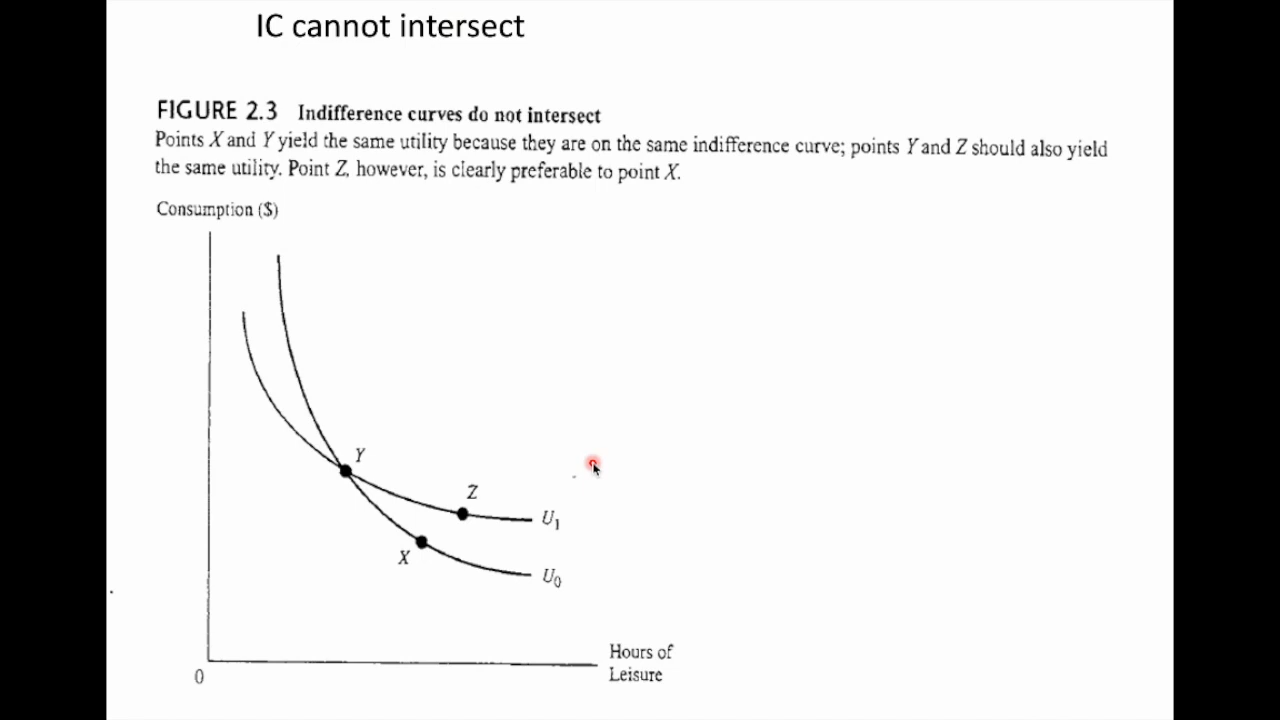 IC cannot intersect
FIGURE 2.3 Indifference curves do not intersect
Points X and Y yield the same utility because they are on the same indifference curve; points Y and Z should also yield
the same utility. Point Z, however, is clearly preferable to point X.
Consumption ($)
Y
Z
U₁
X
U₀
Hours of
Leisure
0